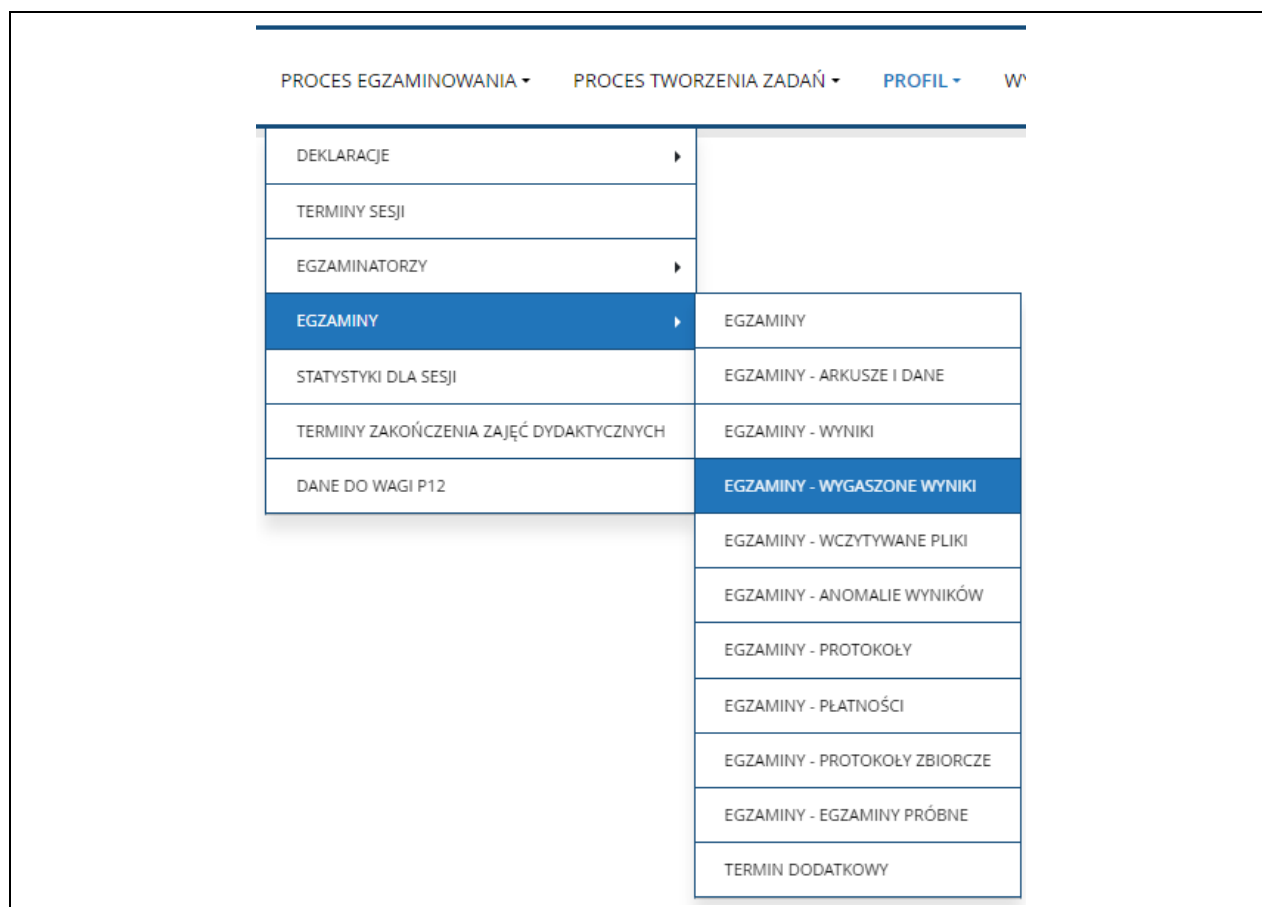 PROCES EGZAMINOWANIA PROCES TWORZENIA ZADAŃ PROFIL
DEKLARACJE
TERMINY SESJI
EGZAMINATORZY
EGZAMINY
STATYSTYKI DLA SESJI
TERMINY ZAKOŃCZENIA ZAJĘĆ DYDAKTYCZNYCH
DANE DO WAGI P12
EGZAMINY
EGZAMINY - ARKUSZE I DANE
EGZAMINY - WYNIKI
EGZAMINY - WYGASZONE WYNIKI
EGZAMINY - WCZYTYWANE PLIKI
EGZAMINY - ANOMALIE WYNIKÓW
EGZAMINY - PROTOKOŁY
EGZAMINY - PŁATNOŚCI
EGZAMINY - PROTOKOŁY ZBIORCZE
EGZAMINY - EGZAMINY PRÓBNE
TERMIN DODATKOWY